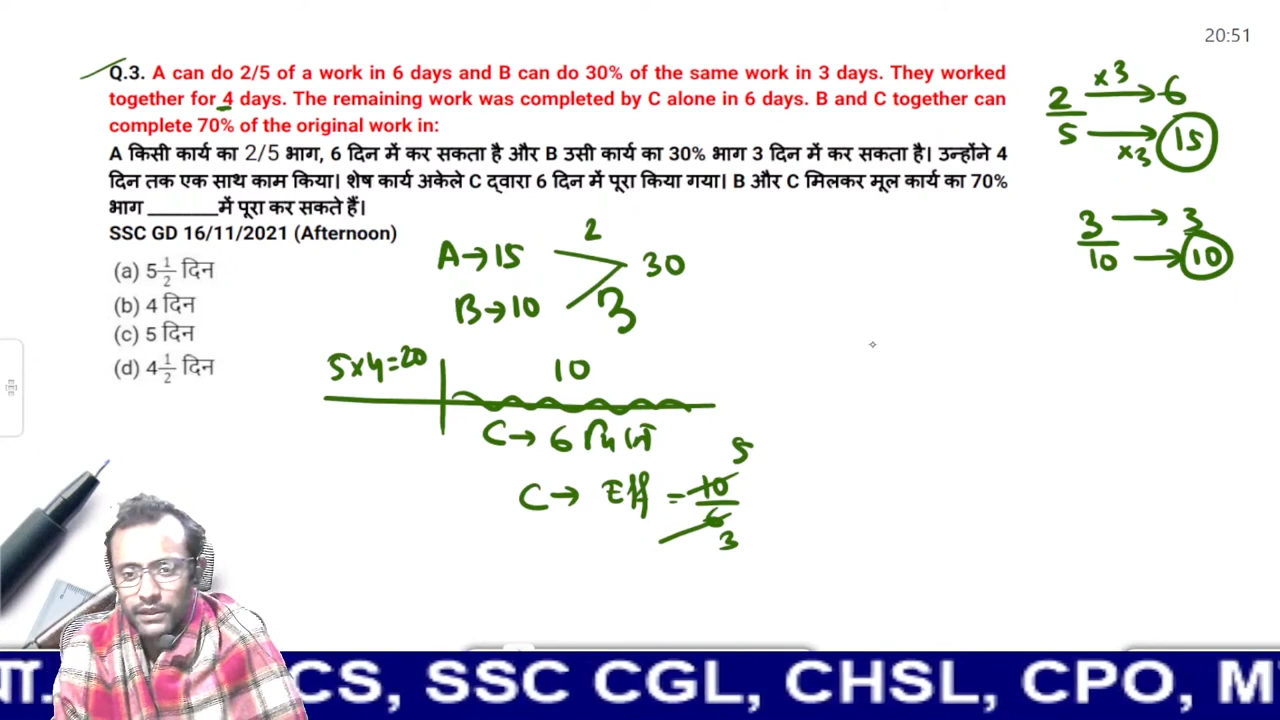 20:51
Q.3. A can do 2/5 of a work in 6 days and B can do 30% of the same work in 3 days. They worked
together for 4 days. The remaining work was completed by C alone in 6 days. B and C together can
complete 70% of the original work in:
A किसी कार्य का 2/5 भाग, 6 दिन में कर सकता है और B उसी कार्य का 30% भाग 3 दिन में कर सकता है। उन्होंने 4
दिन तक एक साथ काम किया। शेष कार्य अकेले C द्वारा 6 दिन में पूरा किया गया। B और C मिलकर मूल कार्य का 70%
भाग ________में पूरा कर सकते हैं।
SSC GD 16/11/2021 (Afternoon)
(a) 5 1/2 दिन
(b) 4 दिन
(c) 5 दिन
(d) 4 1/2 दिन
2/5 ×3 → 6
×3 → 15
3/10 → 3
→ 10
A → 15 2 30
B → 10 3
5×4=20 10
C → 6
C → Eff = 10/6 5
3
NT. CS, SSC CGL, CHSL, CPO, M